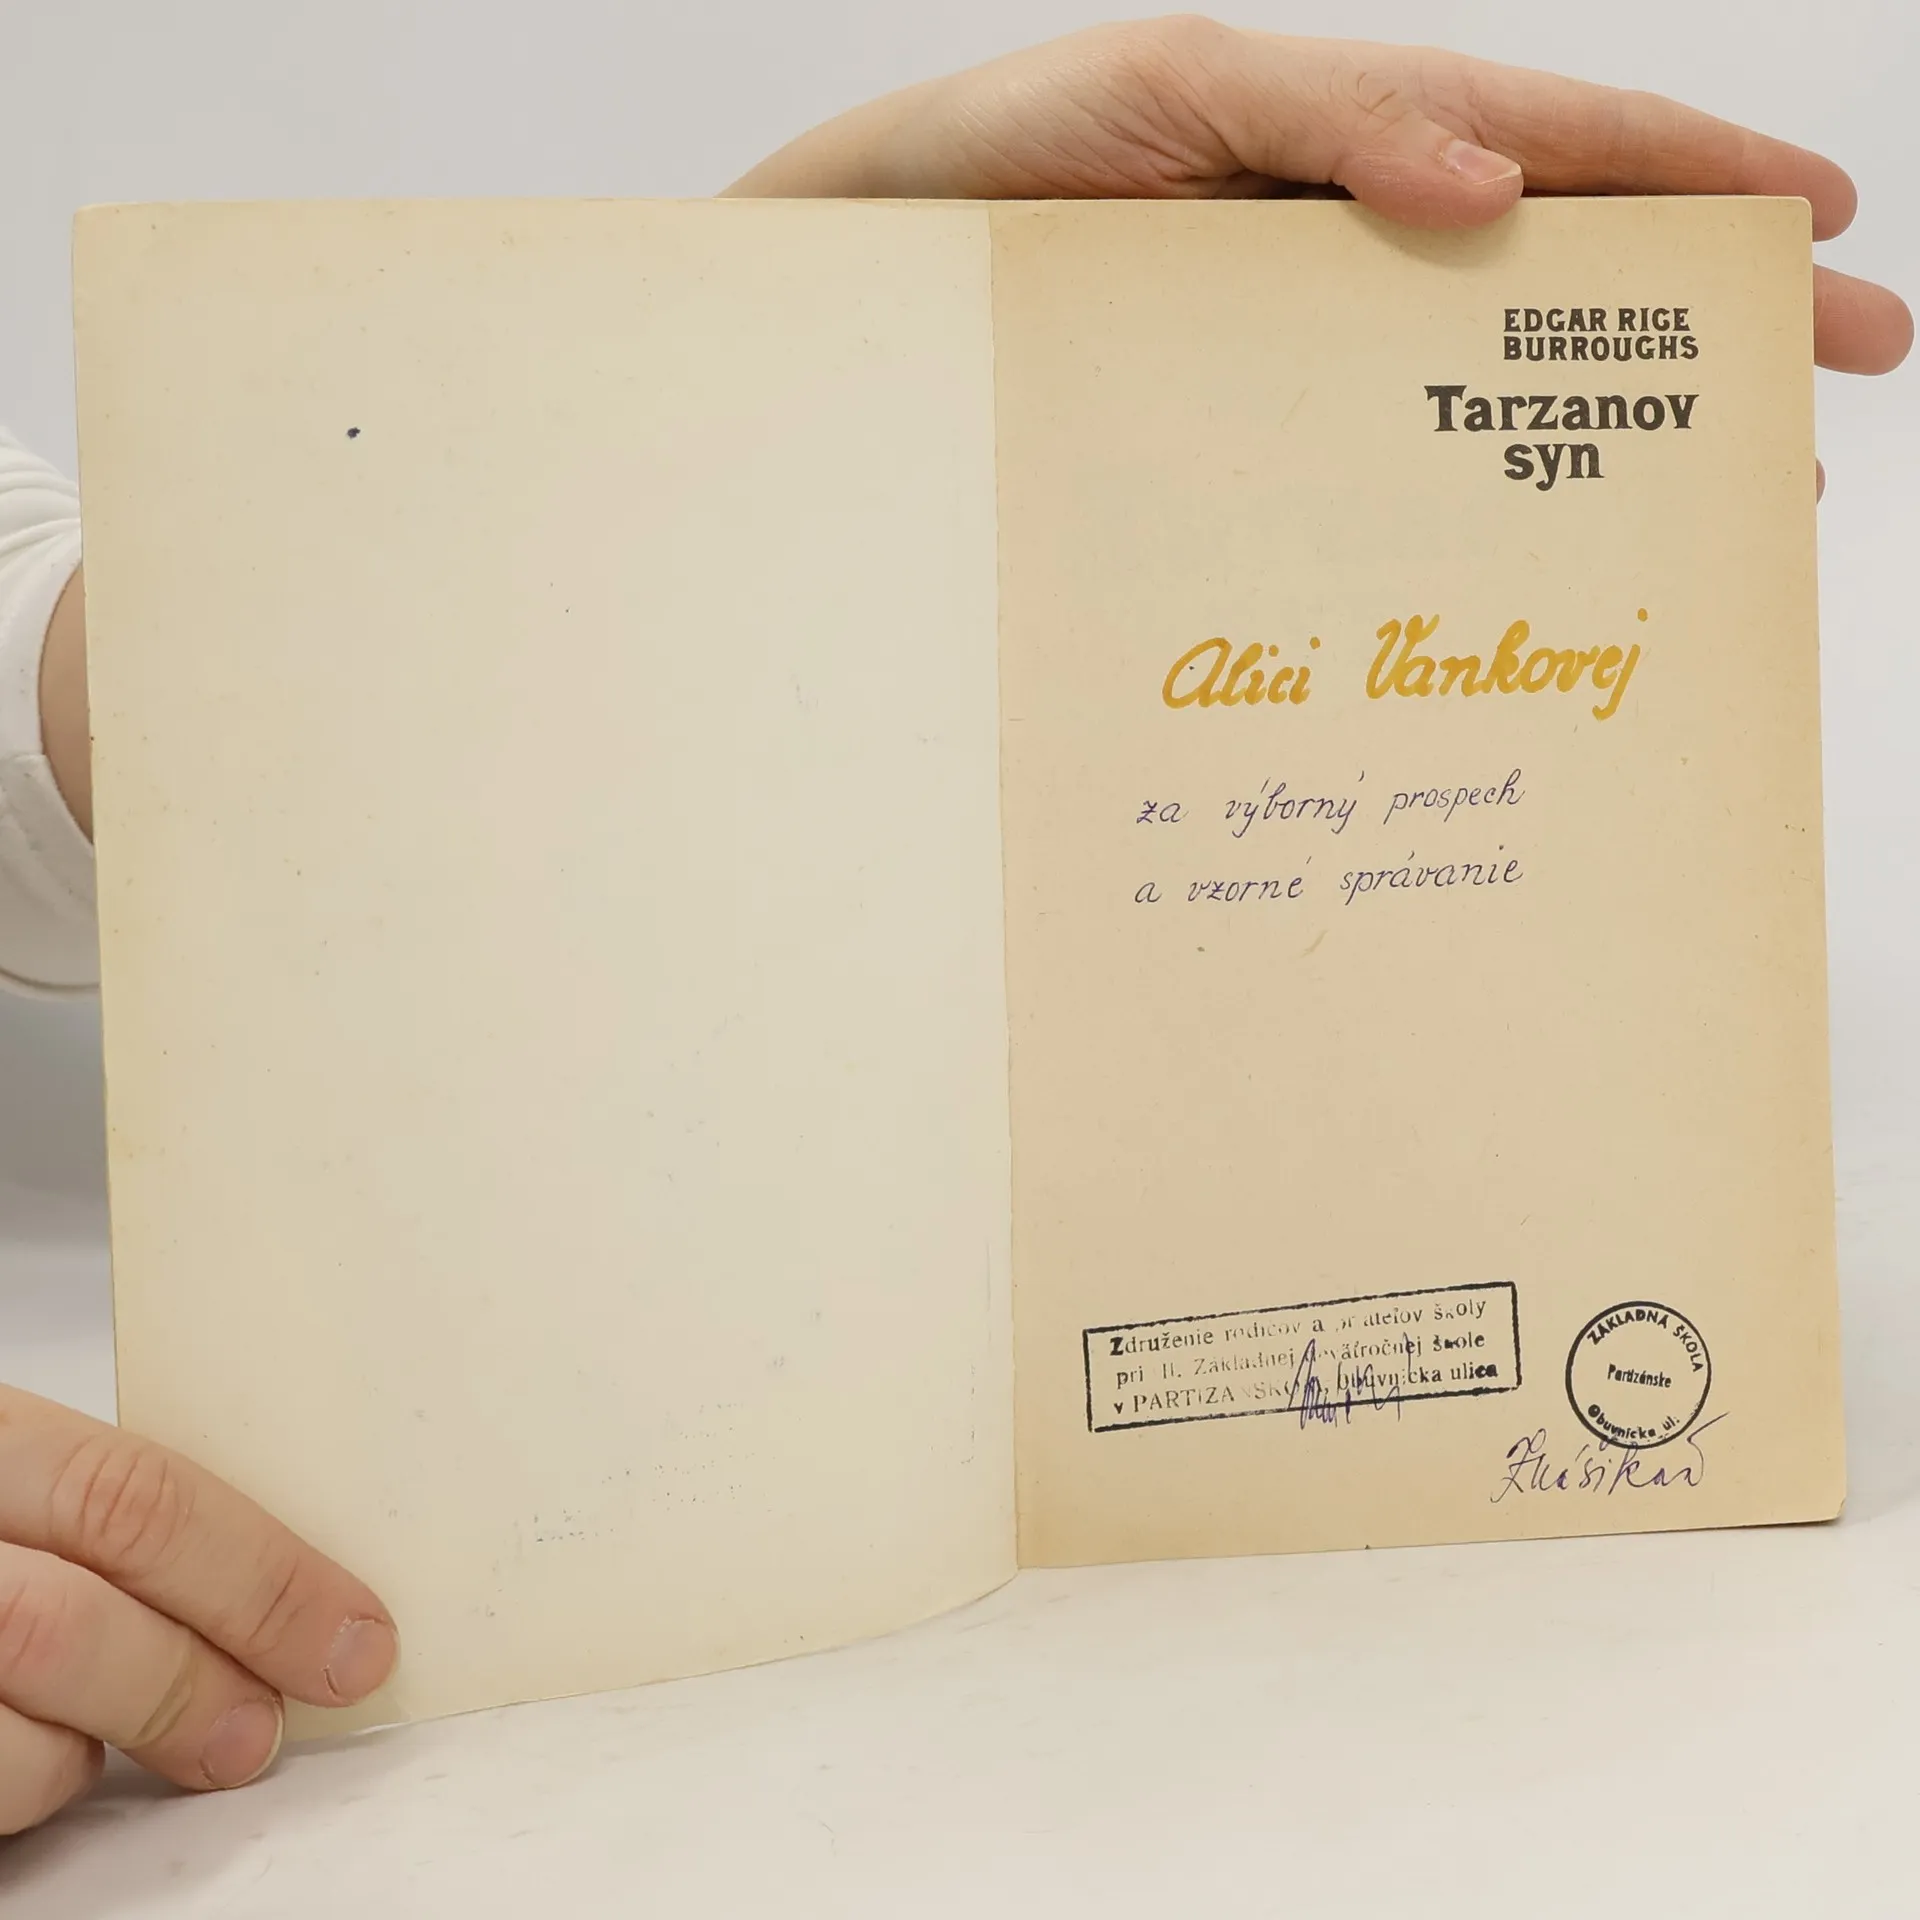 EDGAR RICE
BURROUGHS
Tarzanov
syn
Alici Vankovej
za výborný prospech
a vzorné správanie
Združenie rodičov a priateľov školy
pri II. Základnej deväťročnej škole
v PARTIZÁNSKOM, Obuvnícka ulica
ZÁKLADNÁ ŠKOLA
Partizánske
Obuvnícka ul.